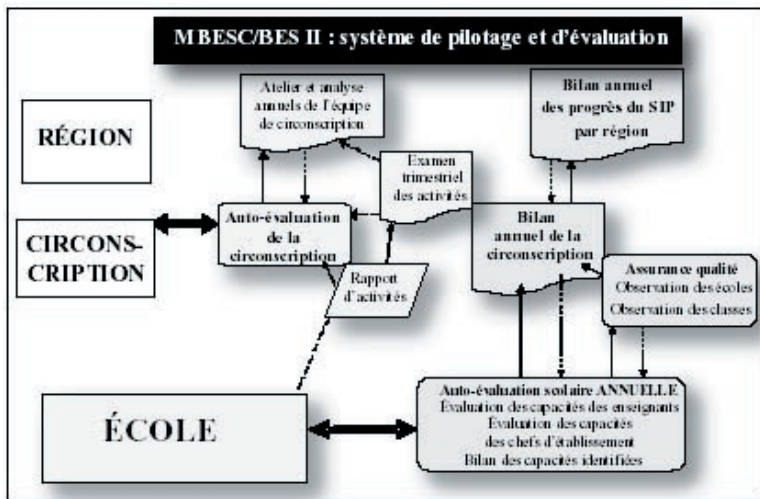 MBESC/BES II : système de pilotage et d'évaluation
Atelier et analyse
annuels de l'équipe
de circonscription
Bilan annuel
des progrès du SIP
par région
RÉGION
Examen
trimestriel
des activités
CIRCONS-
CRIPTION
Auto-évaluation
de la
circonscription
Bilan
annuel de la
circonscription
Rapport
d'activités
Assurance qualité
Observation des écoles
Observation des classes
ÉCOLE
Auto-évaluation scolaire ANNUELLE
Évaluation des capacités des enseignants
Évaluation des capacités
des chefs d'établissement
Bilan des capacités identifiées